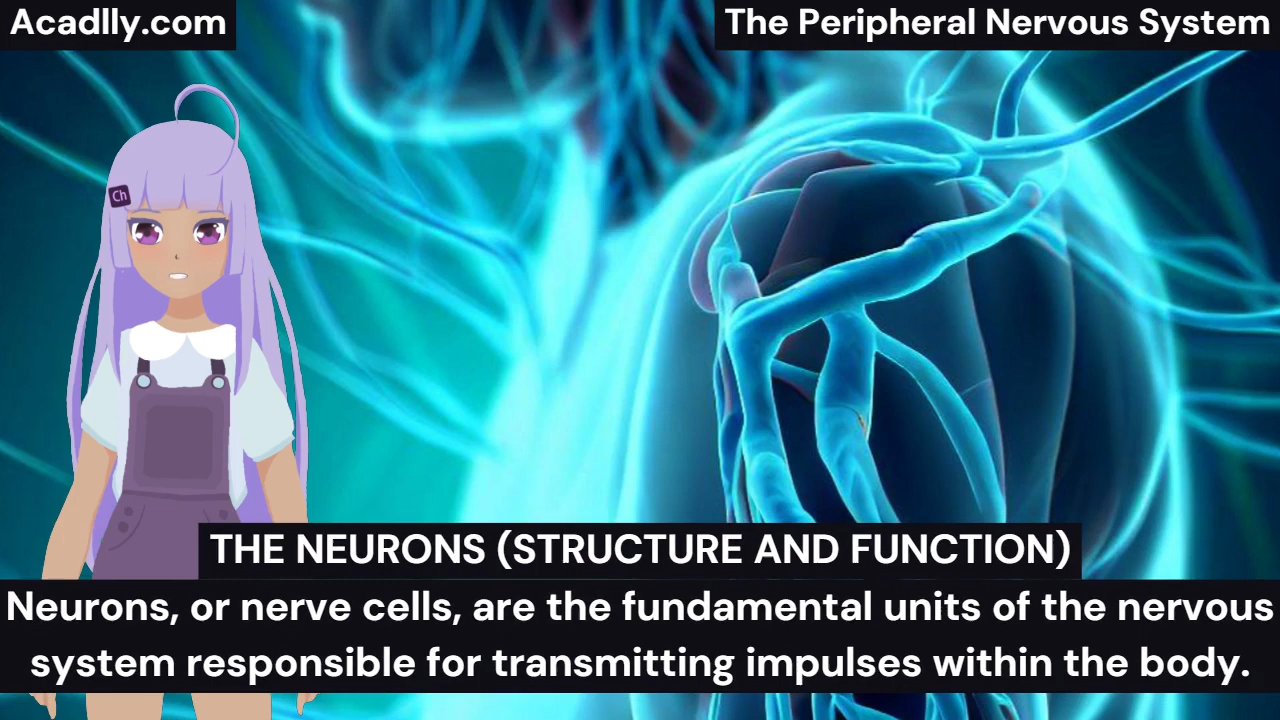 Acadlly.com
The Peripheral Nervous System
Ch
THE NEURONS (STRUCTURE AND FUNCTION)
Neurons, or nerve cells, are the fundamental units of the nervous
system responsible for transmitting impulses within the body.